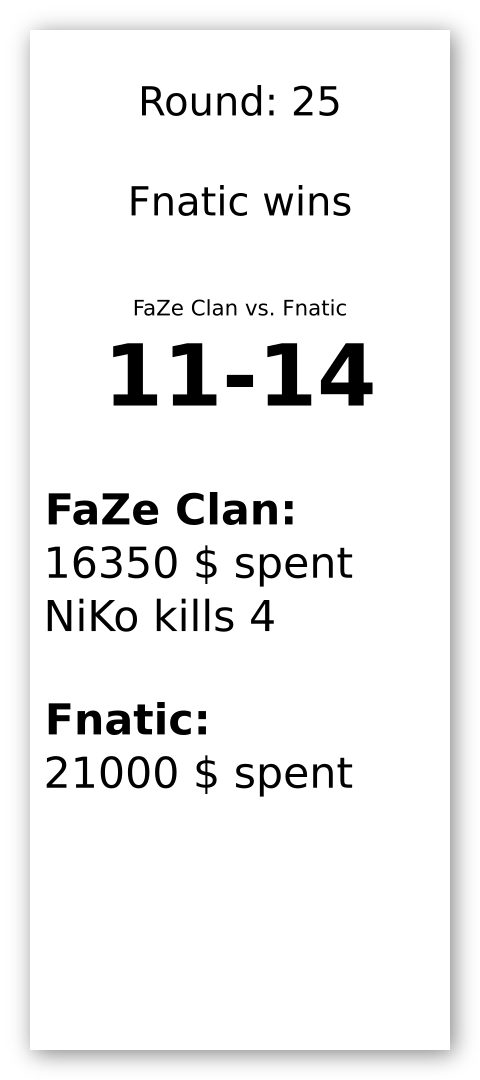 Round: 25
Fnatic wins
FaZe Clan vs. Fnatic
11-14
FaZe Clan:
16350 $ spent
NiKo kills 4
Fnatic:
21000 $ spent